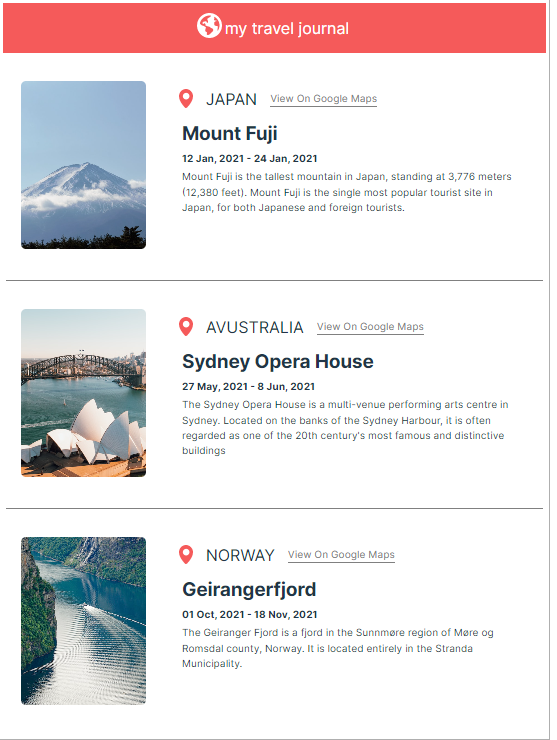 my travel journal
JAPAN View On Google Maps
Mount Fuji
12 Jan, 2021 - 24 Jan, 2021
Mount Fuji is the tallest mountain in Japan, standing at 3,776 meters
(12,380 feet). Mount Fuji is the single most popular tourist site in
Japan, for both Japanese and foreign tourists.
AVUSTRALIA View On Google Maps
Sydney Opera House
27 May, 2021 - 8 Jun, 2021
The Sydney Opera House is a multi-venue performing arts centre in
Sydney. Located on the banks of the Sydney Harbour, it is often
regarded as one of the 20th century's most famous and distinctive
buildings
NORWAY View On Google Maps
Geirangerfjord
01 Oct, 2021 - 18 Nov, 2021
The Geiranger Fjord is a fjord in the Sunnmøre region of Møre og
Romsdal county, Norway. It is located entirely in the Stranda
Municipality.